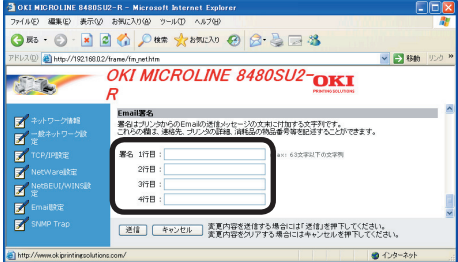 OKI MICROLINE 8480SU2-R - Microsoft Internet Explorer
ファイル(F) 編集(E) 表示(V) お気に入り(A) ツール(T) ヘルプ(H)
戻る 検索 お気に入り
アドレス(D) http://192.168.0.2/frame/fm_net.htm 移動 リンク
OKI MICROLINE 8480SU2-R
OKI
PRINTING SOLUTIONS
ネットワーク情報
一般ネットワーク設定
TCP/IP設定
NetWare設定
NetBEUI/WINS設定
Email設定
SNMP Trap
Email署名
署名はプリンタからのEmailの送信メッセージの文末に付加する文字列です。
これらの欄は、連絡先、プリンタの詳細、消耗品の物品番号等を記述することができます。
署名 1行目: max: 63文字以下の文字列
2行目:
3行目:
4行目:
送信 キャンセル 変更内容を送信する場合には「送信」を押下してください。
変更内容をクリアする場合にはキャンセルを押下してください。
http://www.okiprintingsolutions.com/ インターネット